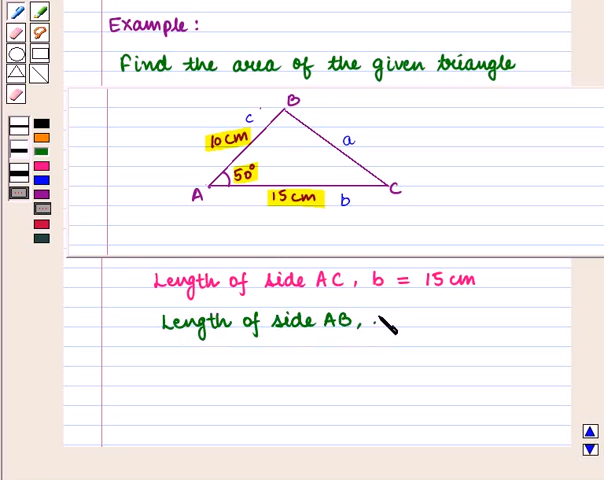 Example:
Find the area of the given triangle
B
c
10 cm
a
50°
A
15 cm
b
C
Length of side AC, b = 15 cm
Length of side AB,